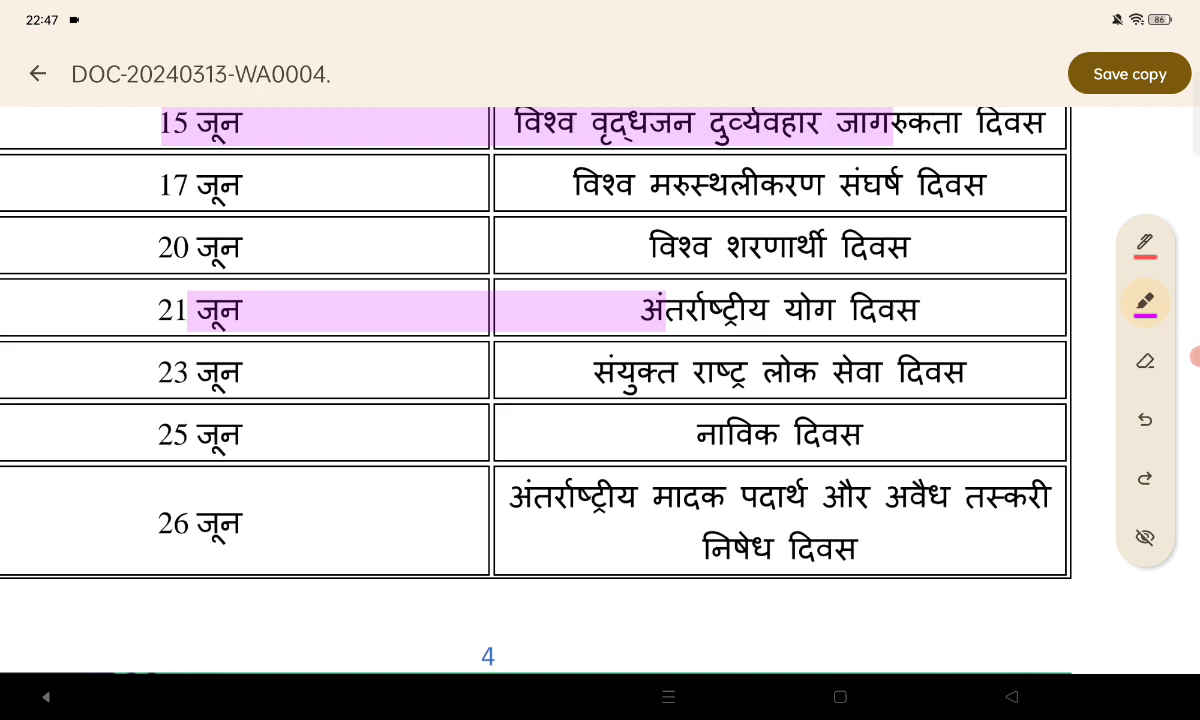 22:47
86
DOC-20240313-WA0004.
Save copy
15 जून विश्व वृद्धजन दुर्व्यवहार जागरुकता दिवस
17 जून विश्व मरुस्थलीकरण संघर्ष दिवस
20 जून विश्व शरणार्थी दिवस
21 जून अंतर्राष्ट्रीय योग दिवस
23 जून संयुक्त राष्ट्र लोक सेवा दिवस
25 जून नाविक दिवस
26 जून अंतर्राष्ट्रीय मादक पदार्थ और अवैध तस्करी
निषेध दिवस
4